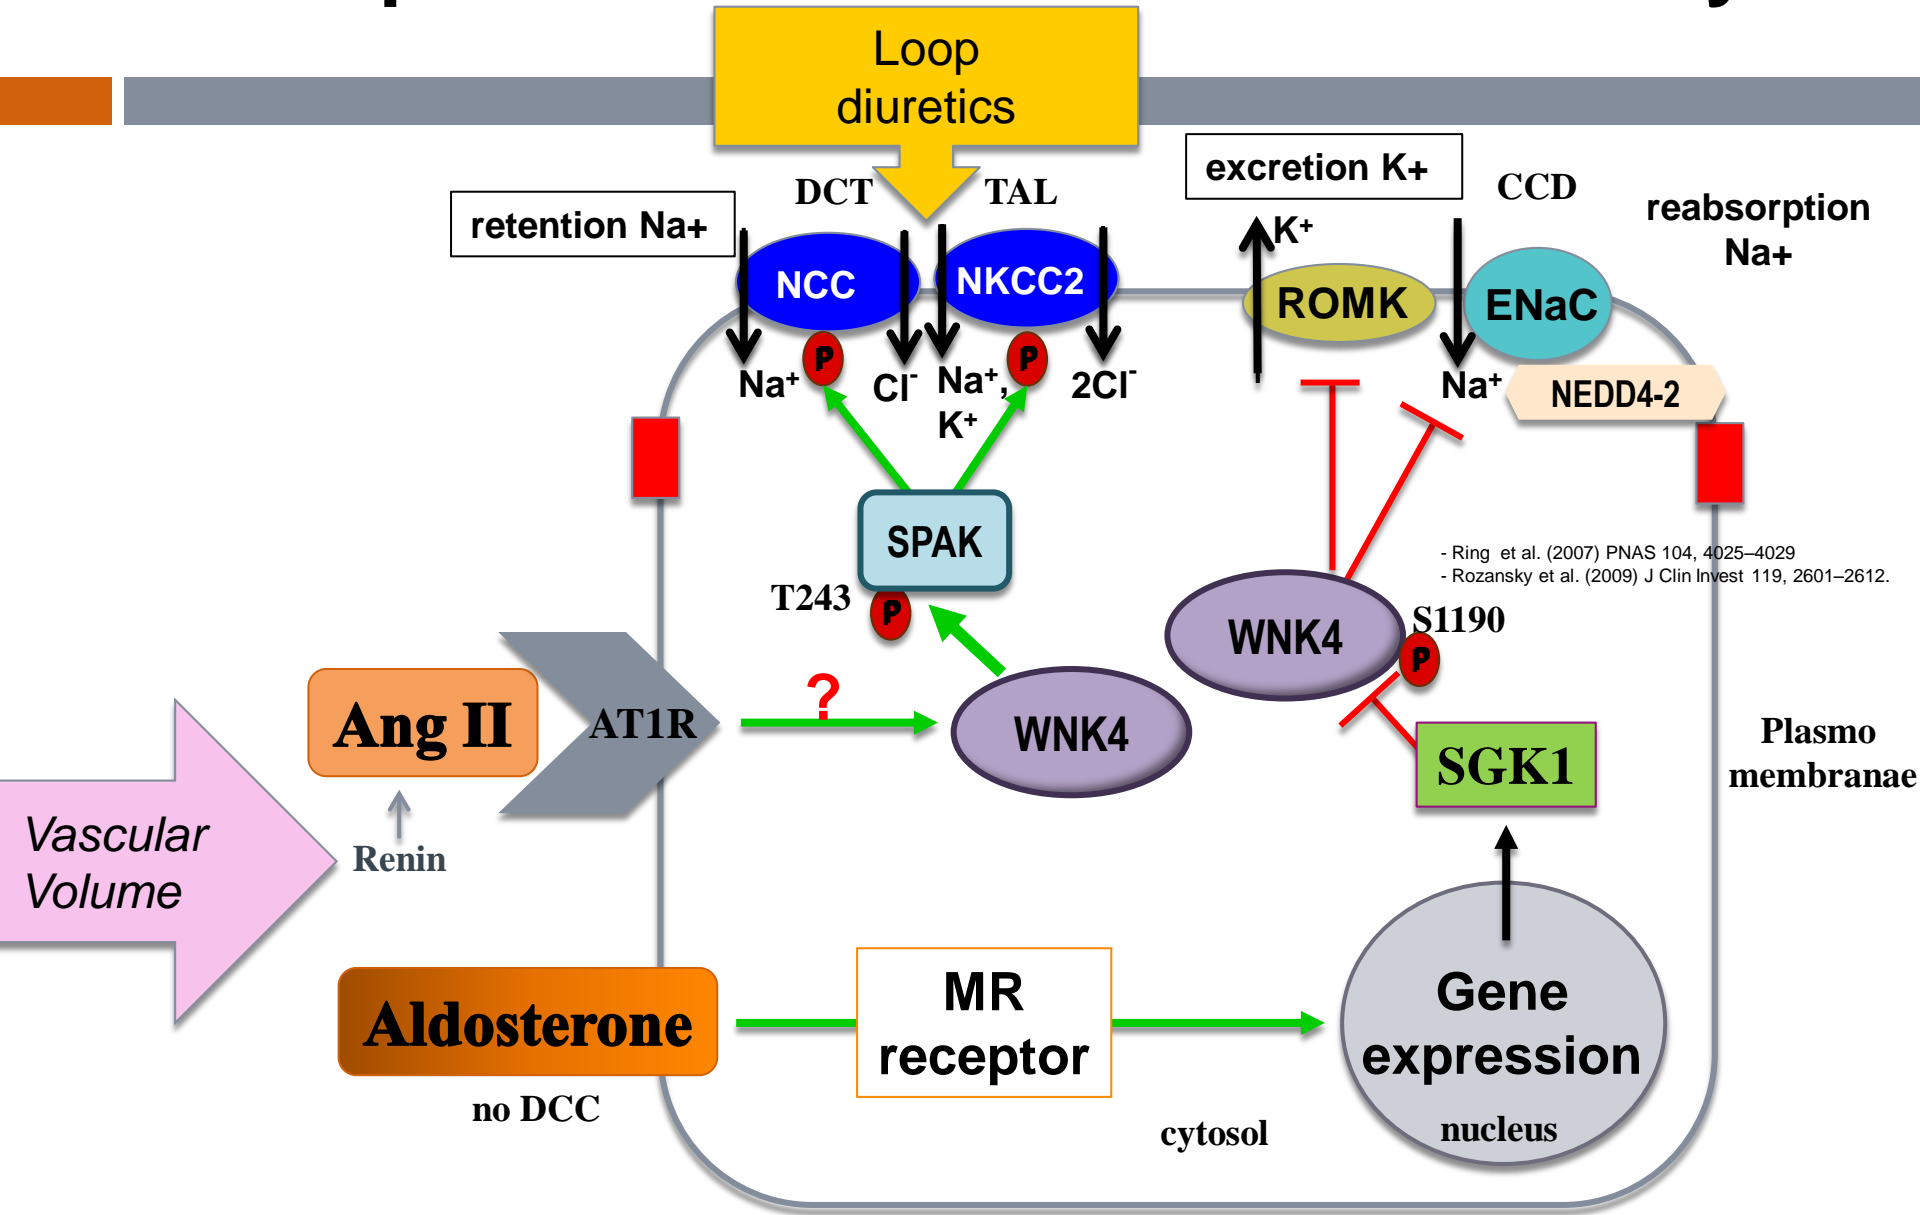 Loop
diuretics
excretion K+
DCT
TAL
CCD
retention Na+
reabsorption
Na+
K+
NCC
NKCC2
ROMK
ENaC
P
P
Na+
Cl-
Na+,
K+
2Cl-
Na+
NEDD4-2
SPAK
- Ring et al. (2007) PNAS 104, 4025–4029
- Rozansky et al. (2009) J Clin Invest 119, 2601–2612.
T243
P
S1190
WNK4
P
?
Ang II
AT1R
WNK4
SGK1
Plasmo
membranae
Vascular
Volume
Renin
Aldosterone
MR
receptor
Gene
expression
no DCC
cytosol
nucleus